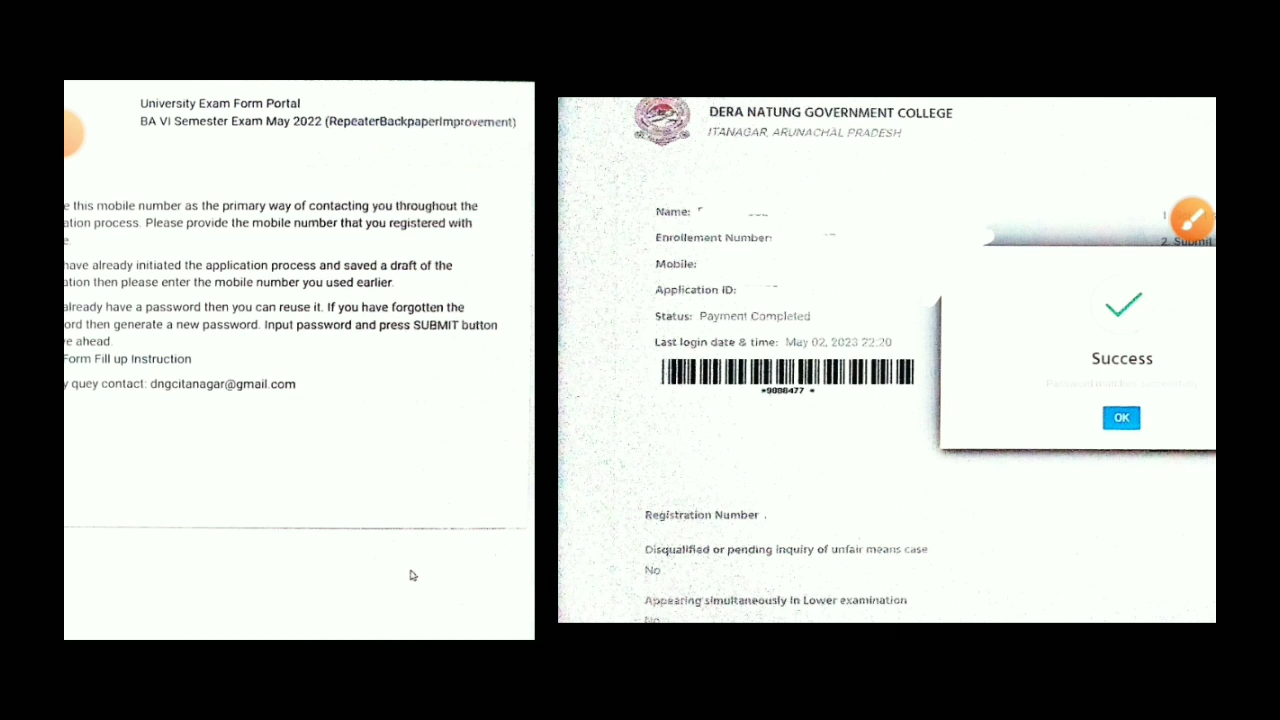 University Exam Form Portal
BA VI Semester Exam May 2022 (RepeaterBackpaperImprovement)
e this mobile number as the primary way of contacting you throughout the
ation process. Please provide the mobile number that you registered with
e.
have already initiated the application process and saved a draft of the
ation then please enter the mobile number you used earlier.
already have a password then you can reuse it. If you have forgotten the
ord then generate a new password. Input password and press SUBMIT button
ve ahead.
Form Fill up Instruction
y quey contact: dngcitanagar@gmail.com
DERA NATUNG GOVERNMENT COLLEGE
ITANAGAR, ARUNACHAL PRADESH
Name:
Enrollement Number:
Mobile:
Application ID:
Status: Payment Completed
Last login date & time: May 02, 2023 22:20
*9088477 *
1
2. Submit
Success
OK
Registration Number .
Disqualified or pending inquiry of unfair means case
No
Appearing simultaneously In Lower examination
No